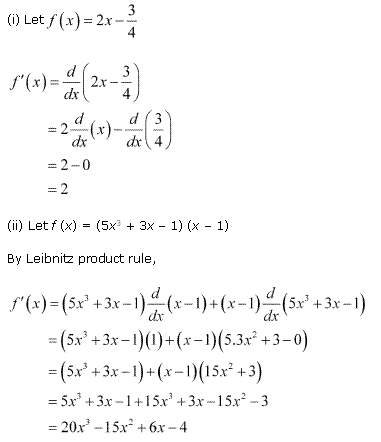 (i) Let f(x) = 2x − 3/4
f′(x) = d/dx(2x − 3/4)
= 2 d/dx(x) − d/dx(3/4)
= 2 − 0
= 2
(ii) Let f (x) = (5x³ + 3x – 1) (x – 1)
By Leibnitz product rule,
f′(x) = (5x³ + 3x − 1) d/dx(x − 1) + (x − 1) d/dx(5x³ + 3x − 1)
= (5x³ + 3x − 1)(1) + (x − 1)(5.3x² + 3 − 0)
= (5x³ + 3x − 1) + (x − 1)(15x² + 3)
= 5x³ + 3x − 1 + 15x³ + 3x − 15x² − 3
= 20x³ − 15x² + 6x − 4